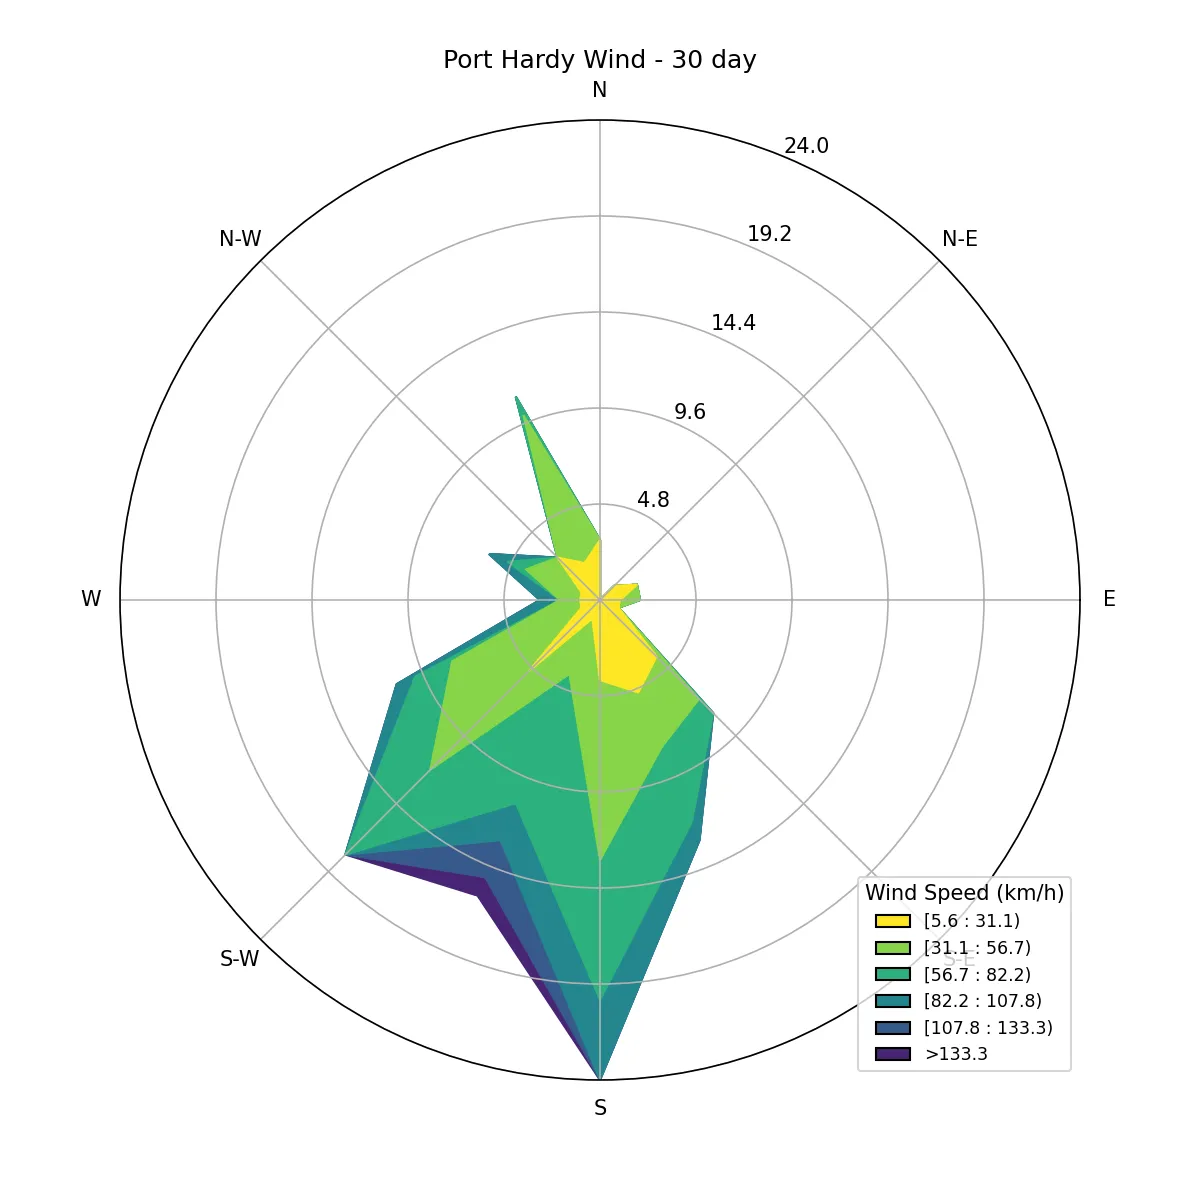 Port Hardy Wind - 30 day
N
24.0
N-W
N-E
19.2
14.4
9.6
4.8
W
E
Wind Speed (km/h)
[5.6 : 31.1)
[31.1 : 56.7)
S-W
S-E
[56.7 : 82.2)
[82.2 : 107.8)
[107.8 : 133.3)
>133.3
S